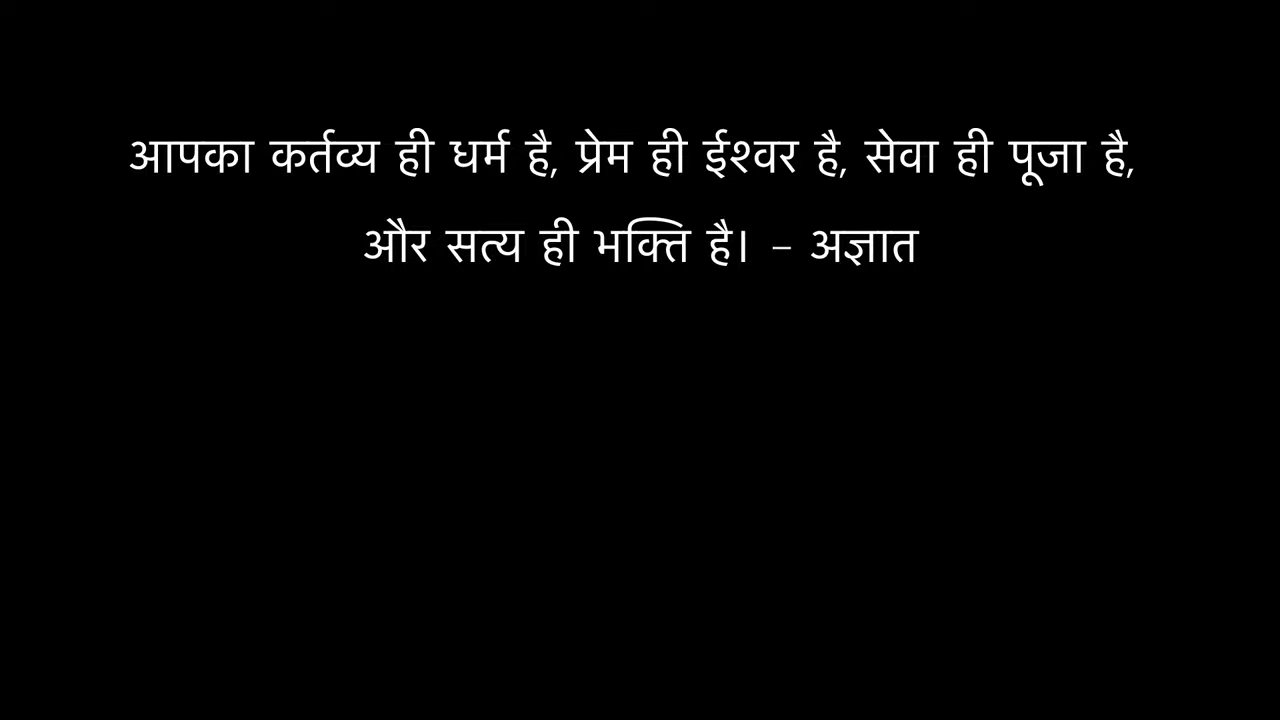 आपका कर्तव्य ही धर्म है, प्रेम ही ईश्वर है, सेवा ही पूजा है,
और सत्य ही भक्ति है। - अज्ञात